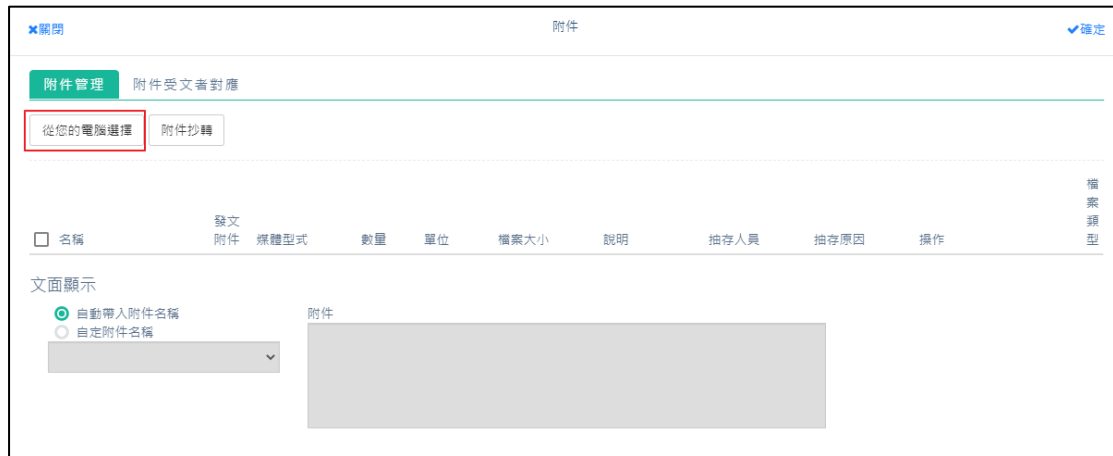 ✖關閉 附件 ✔確定
附件管理 附件受文者對應
從您的電腦選擇 附件抄轉
名稱 發文附件 媒體型式 數量 單位 檔案大小 說明 抽存人員 抽存原因 操作 檔案類型
文面顯示
自動帶入附件名稱 附件
自定附件名稱